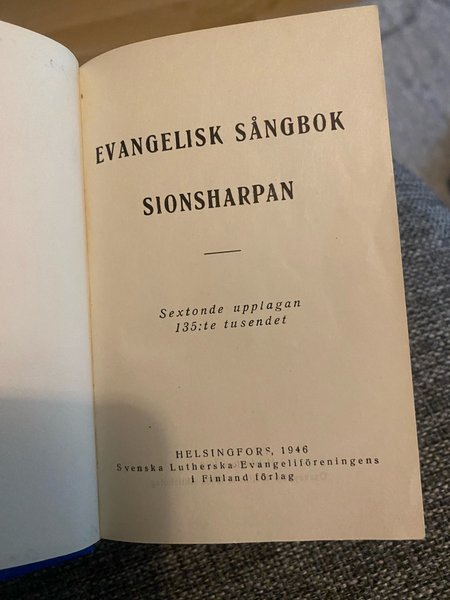 EVANGELISK SÅNGBOK
SIONSHARPAN
Sextonde upplagan
135:te tusendet
HELSINGFORS, 1946
Svenska Lutherska Evangeliföreningens
i Finland förlag